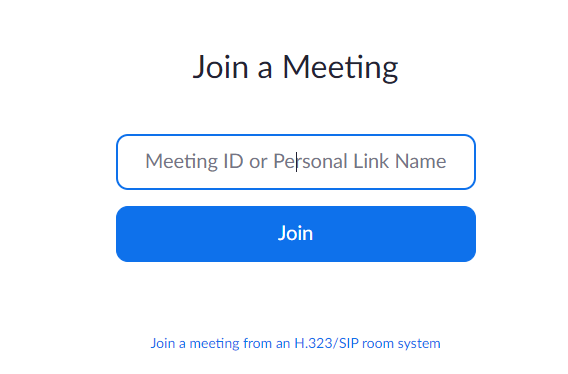 Join a Meeting
Meeting ID or Personal Link Name
Join
Join a meeting from an H.323/SIP room system